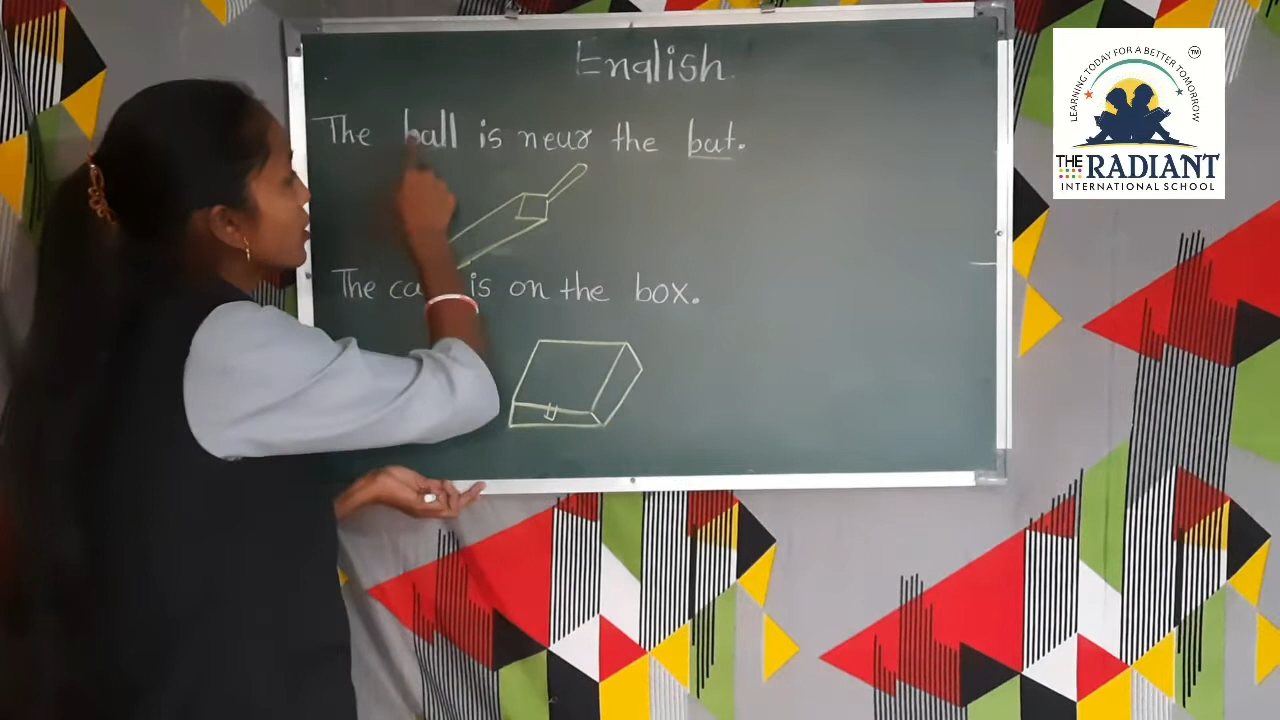 English
The ball is near the bat.
The is on the box.
LEARNING TODAY FOR A BETTER TOMORROW
TM
THE RADIANT
INTERNATIONAL SCHOOL